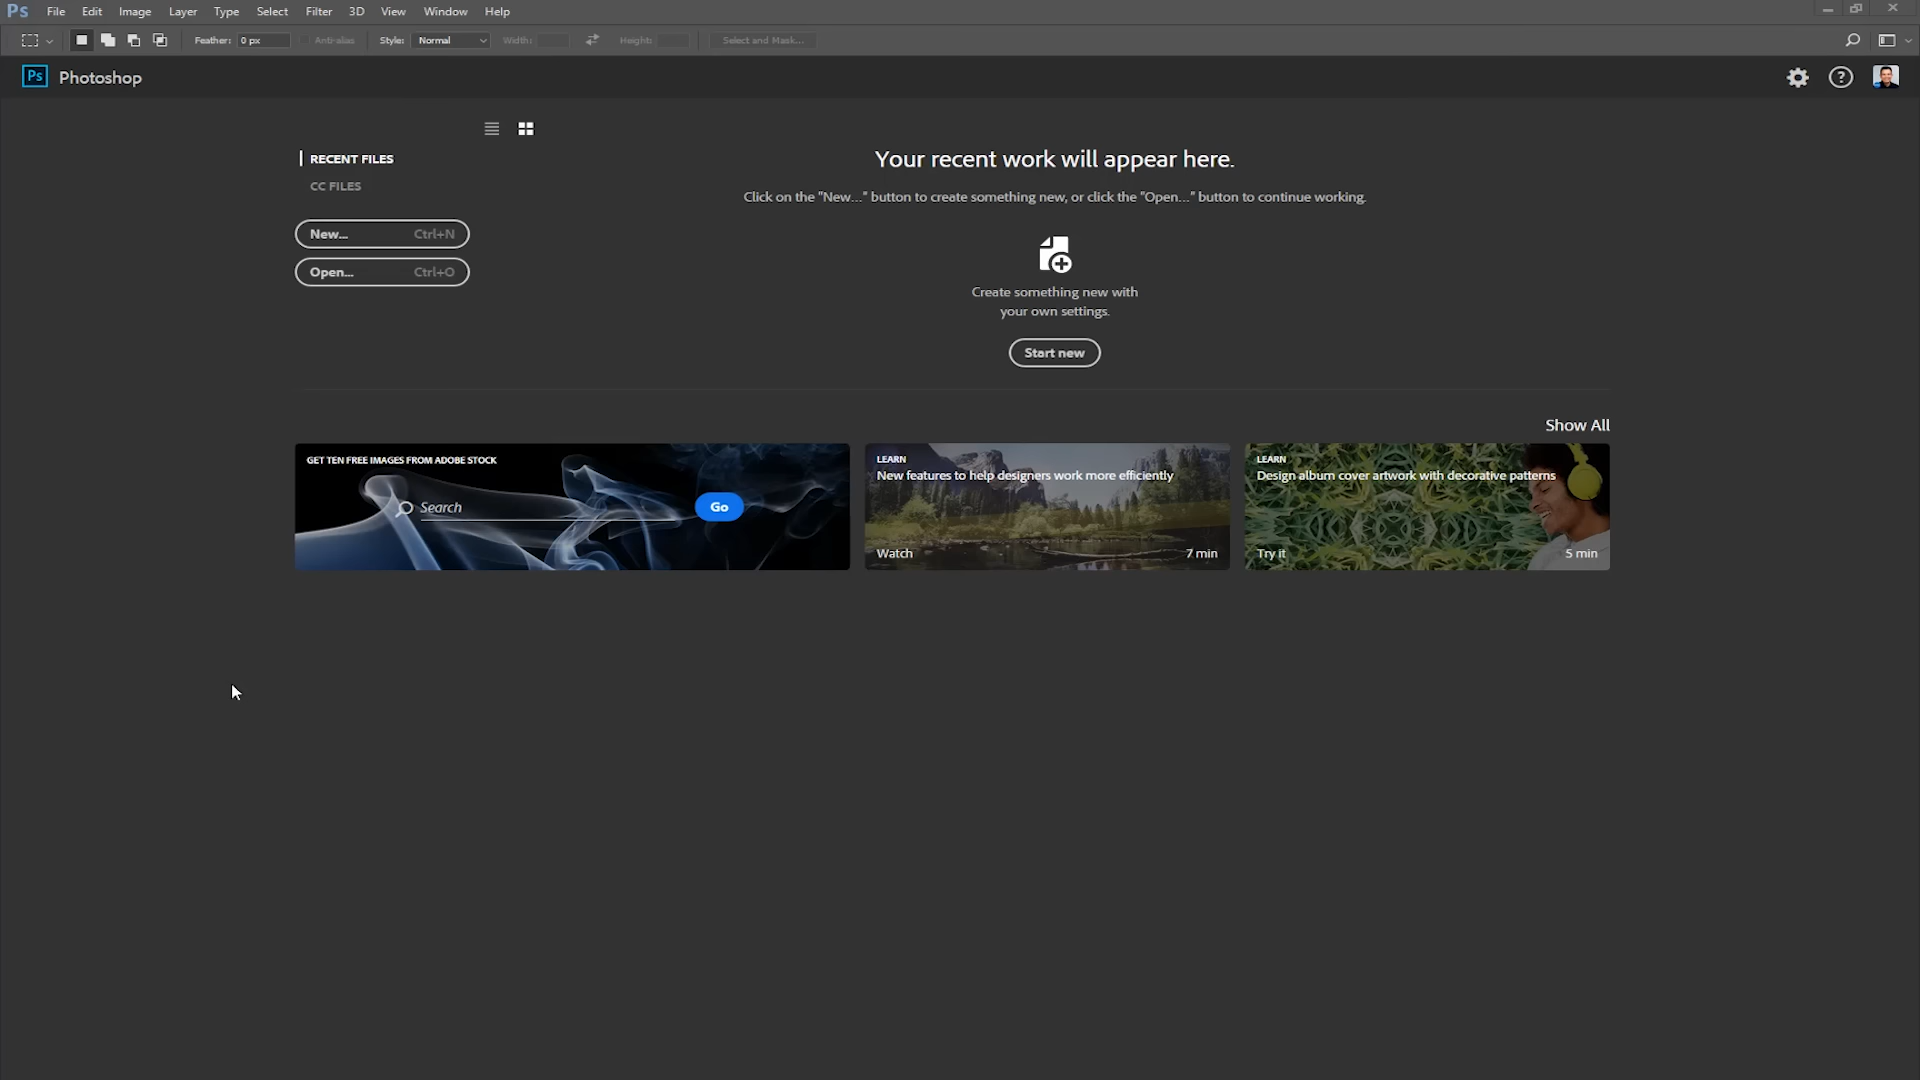 Ps File Edit Image Layer Type Select Filter 3D View Window Help
Feather: 0 px Anti-alias Style: Normal Width: Height: Select and Mask...
Ps Photoshop
RECENT FILES
CC FILES
New... Ctrl+N
Open... Ctrl+O
Your recent work will appear here.
Click on the "New..." button to create something new, or click the "Open..." button to continue working.
Create something new with
your own settings.
Start new
Show All
GET TEN FREE IMAGES FROM ADOBE STOCK
Search
Go
LEARN
New features to help designers work more efficiently
Watch 7 min
LEARN
Design album cover artwork with decorative patterns
Try it 5 min